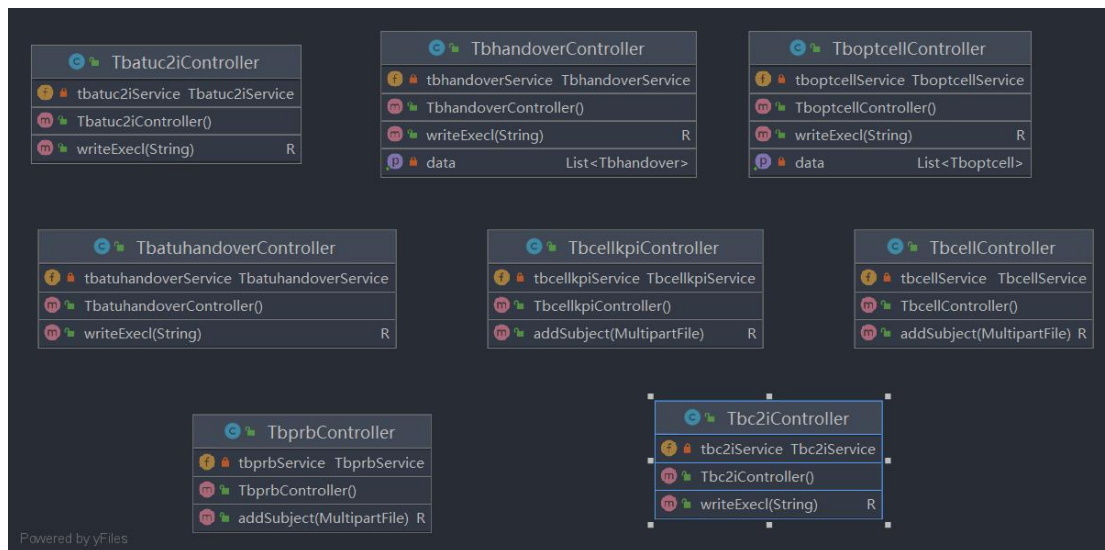 Tbatuc2iController
tbatuc2iService Tbatuc2iService
Tbatuc2iController()
writeExecl(String) R
TbhandoverController
tbhandoverService TbhandoverService
TbhandoverController()
writeExecl(String) R
data List<Tbhandover>
TboptcellController
tboptcellService TboptcellService
TboptcellController()
writeExecl(String) R
data List<Tboptcell>
TbatuhandoverController
tbatuhandoverService TbatuhandoverService
TbatuhandoverController()
writeExecl(String) R
TbcellkpiController
tbcellkpiService TbcellkpiService
TbcellkpiController()
addSubject(MultipartFile) R
TbcellController
tbcellService TbcellService
TbcellController()
addSubject(MultipartFile) R
TbprbController
tbprbService TbprbService
TbprbController()
addSubject(MultipartFile) R
Tbc2iController
tbc2iService Tbc2iService
Tbc2iController()
writeExecl(String) R
Powered by yFiles